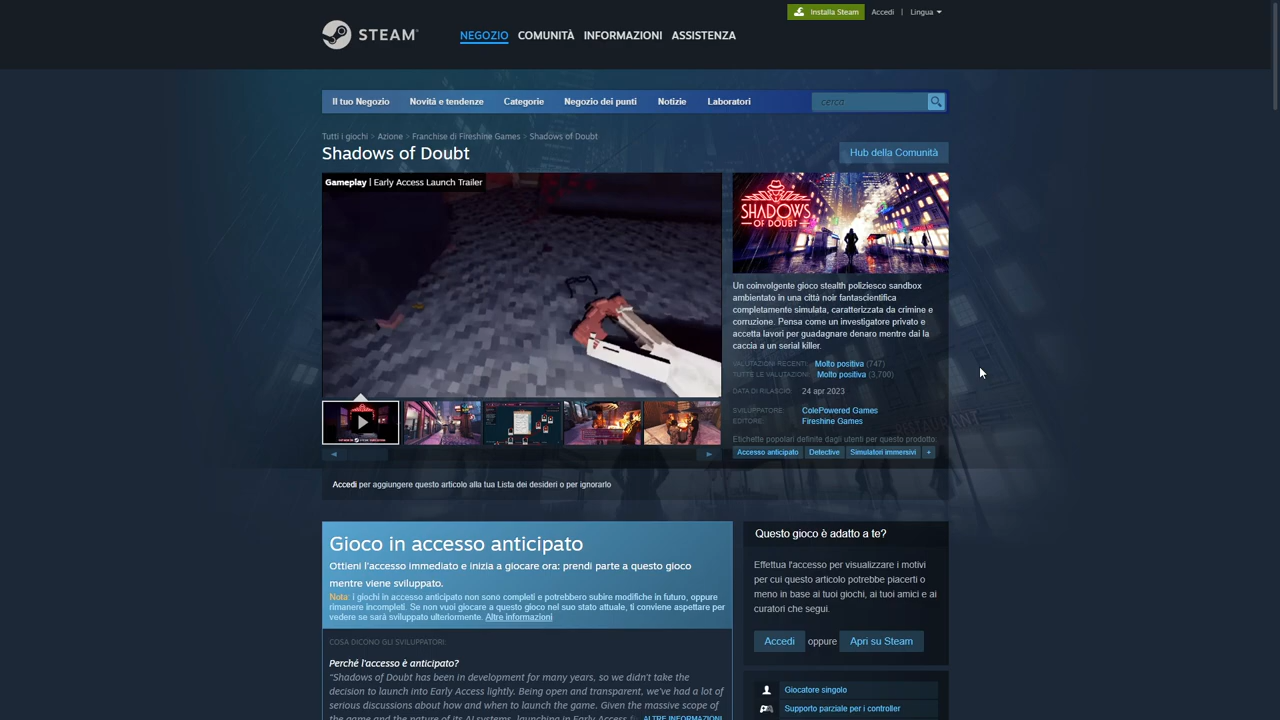 Installa Steam Accedi | Lingua
STEAM®
NEGOZIO COMUNITÀ INFORMAZIONI ASSISTENZA
Il tuo Negozio Novità e tendenze Categorie Negozio dei punti Notizie Laboratori cerca
Tutti i giochi > Azione > Franchise di Fireshine Games > Shadows of Doubt
Shadows of Doubt
Hub della Comunità
Gameplay | Early Access Launch Trailer
SHADOWS
OF DOUBT
Un coinvolgente gioco stealth poliziesco sandbox
ambientato in una città noir fantascientifica
completamente simulata, caratterizzata da crimine e
corruzione. Pensa come un investigatore privato e
accetta lavori per guadagnare denaro mentre dai la
caccia a un serial killer.
VALUTAZIONI RECENTI: Molto positiva (747)
TUTTE LE VALUTAZIONI: Molto positiva (3,700)
DATA DI RILASCIO: 24 apr 2023
SVILUPPATORE: ColePowered Games
EDITORE: Fireshine Games
Etichette popolari definite dagli utenti per questo prodotto:
Accesso anticipato Detective Simulatori immersivi +
Accedi per aggiungere questo articolo alla tua Lista dei desideri o per ignorarlo
Gioco in accesso anticipato
Ottieni l'accesso immediato e inizia a giocare ora: prendi parte a questo gioco
mentre viene sviluppato.
Nota: i giochi in accesso anticipato non sono completi e potrebbero subire modifiche in futuro, oppure
rimanere incompleti. Se non vuoi giocare a questo gioco nel suo stato attuale, ti conviene aspettare per
vedere se sarà sviluppato ulteriormente. Altre informazioni
COSA DICONO GLI SVILUPPATORI:
Perché l'accesso è anticipato?
"Shadows of Doubt has been in development for many years, so we didn't take the
decision to launch into Early Access lightly. Being open and transparent, we've had a lot of
serious discussions about how and when to launch the game. Given the massive scope of
the game and the nature of its AI systems, launching in Early Access
ALTRE INFORMAZIONI
Questo gioco è adatto a te?
Effettua l'accesso per visualizzare i motivi
per cui questo articolo potrebbe piacerti o
meno in base ai tuoi giochi, ai tuoi amici e ai
curatori che segui.
Accedi oppure Apri su Steam
Giocatore singolo
Supporto parziale per i controller